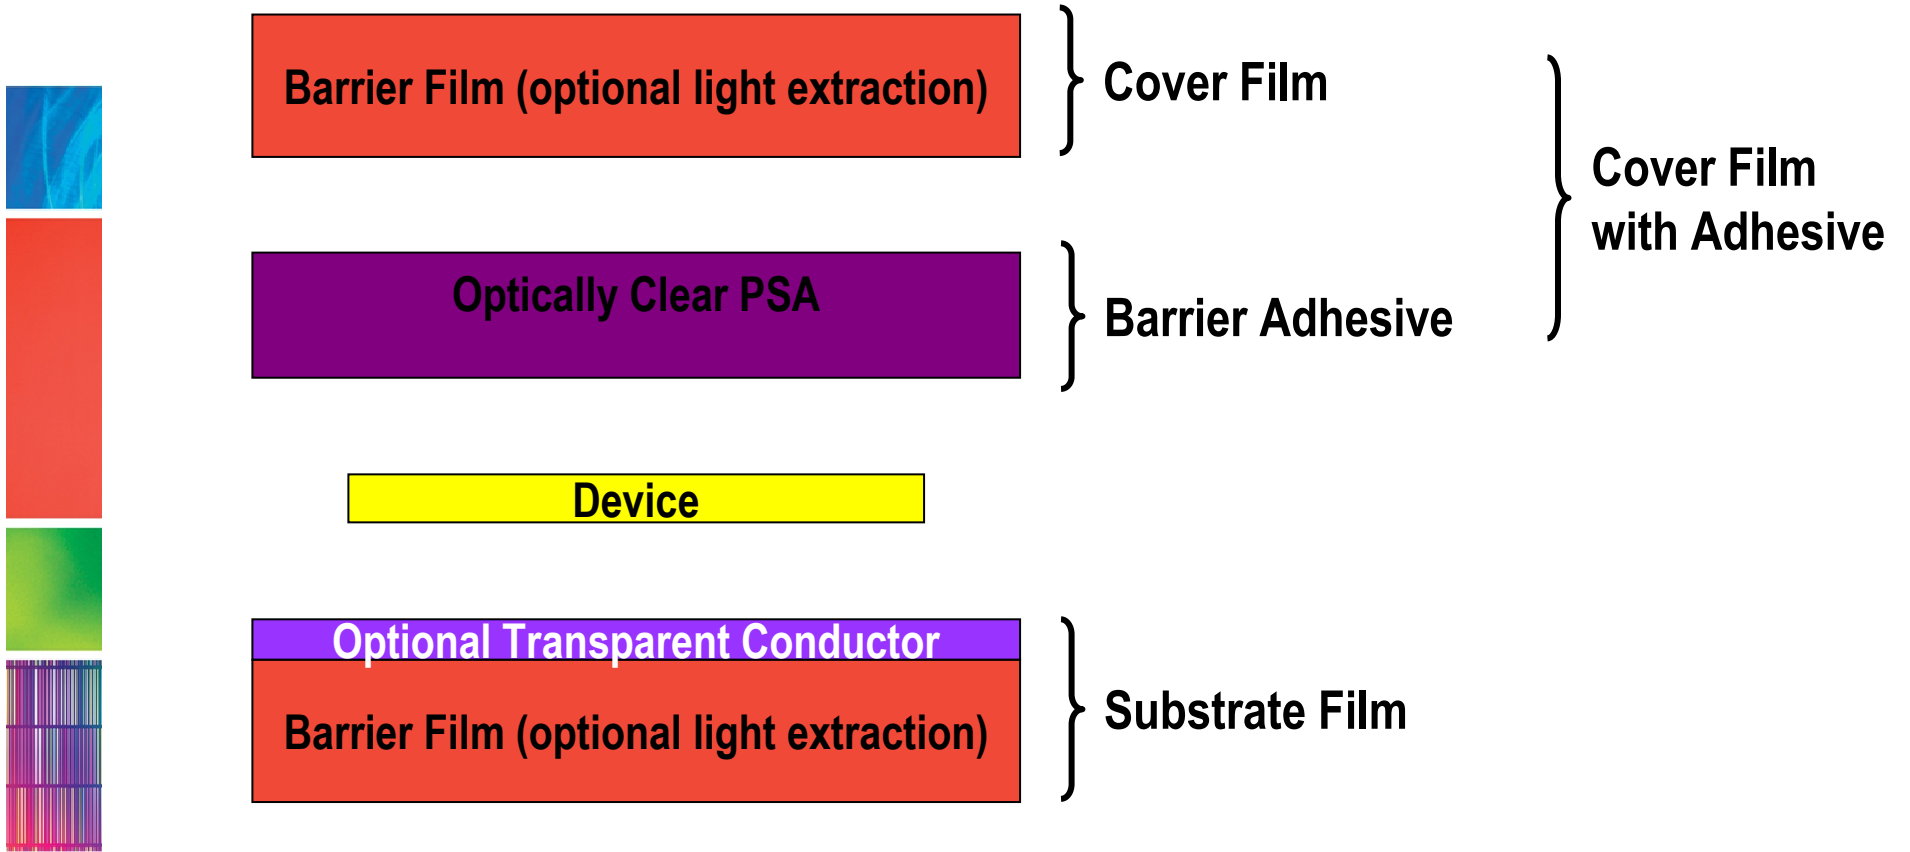 Barrier Film (optional light extraction)
Cover Film
Cover Film
with Adhesive
Optically Clear PSA
Barrier Adhesive
Device
Optional Transparent Conductor
Barrier Film (optional light extraction)
Substrate Film